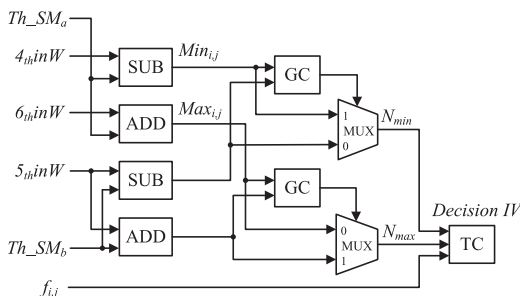 Th_SMa
4thinW
SUB
Mini,j
GC
6thinW
ADD
Maxi,j
1
MUX
0
Nmin
5thinW
SUB
GC
Decision IV
ADD
0
MUX
1
Nmax
TC
Th_SMb
fi,j